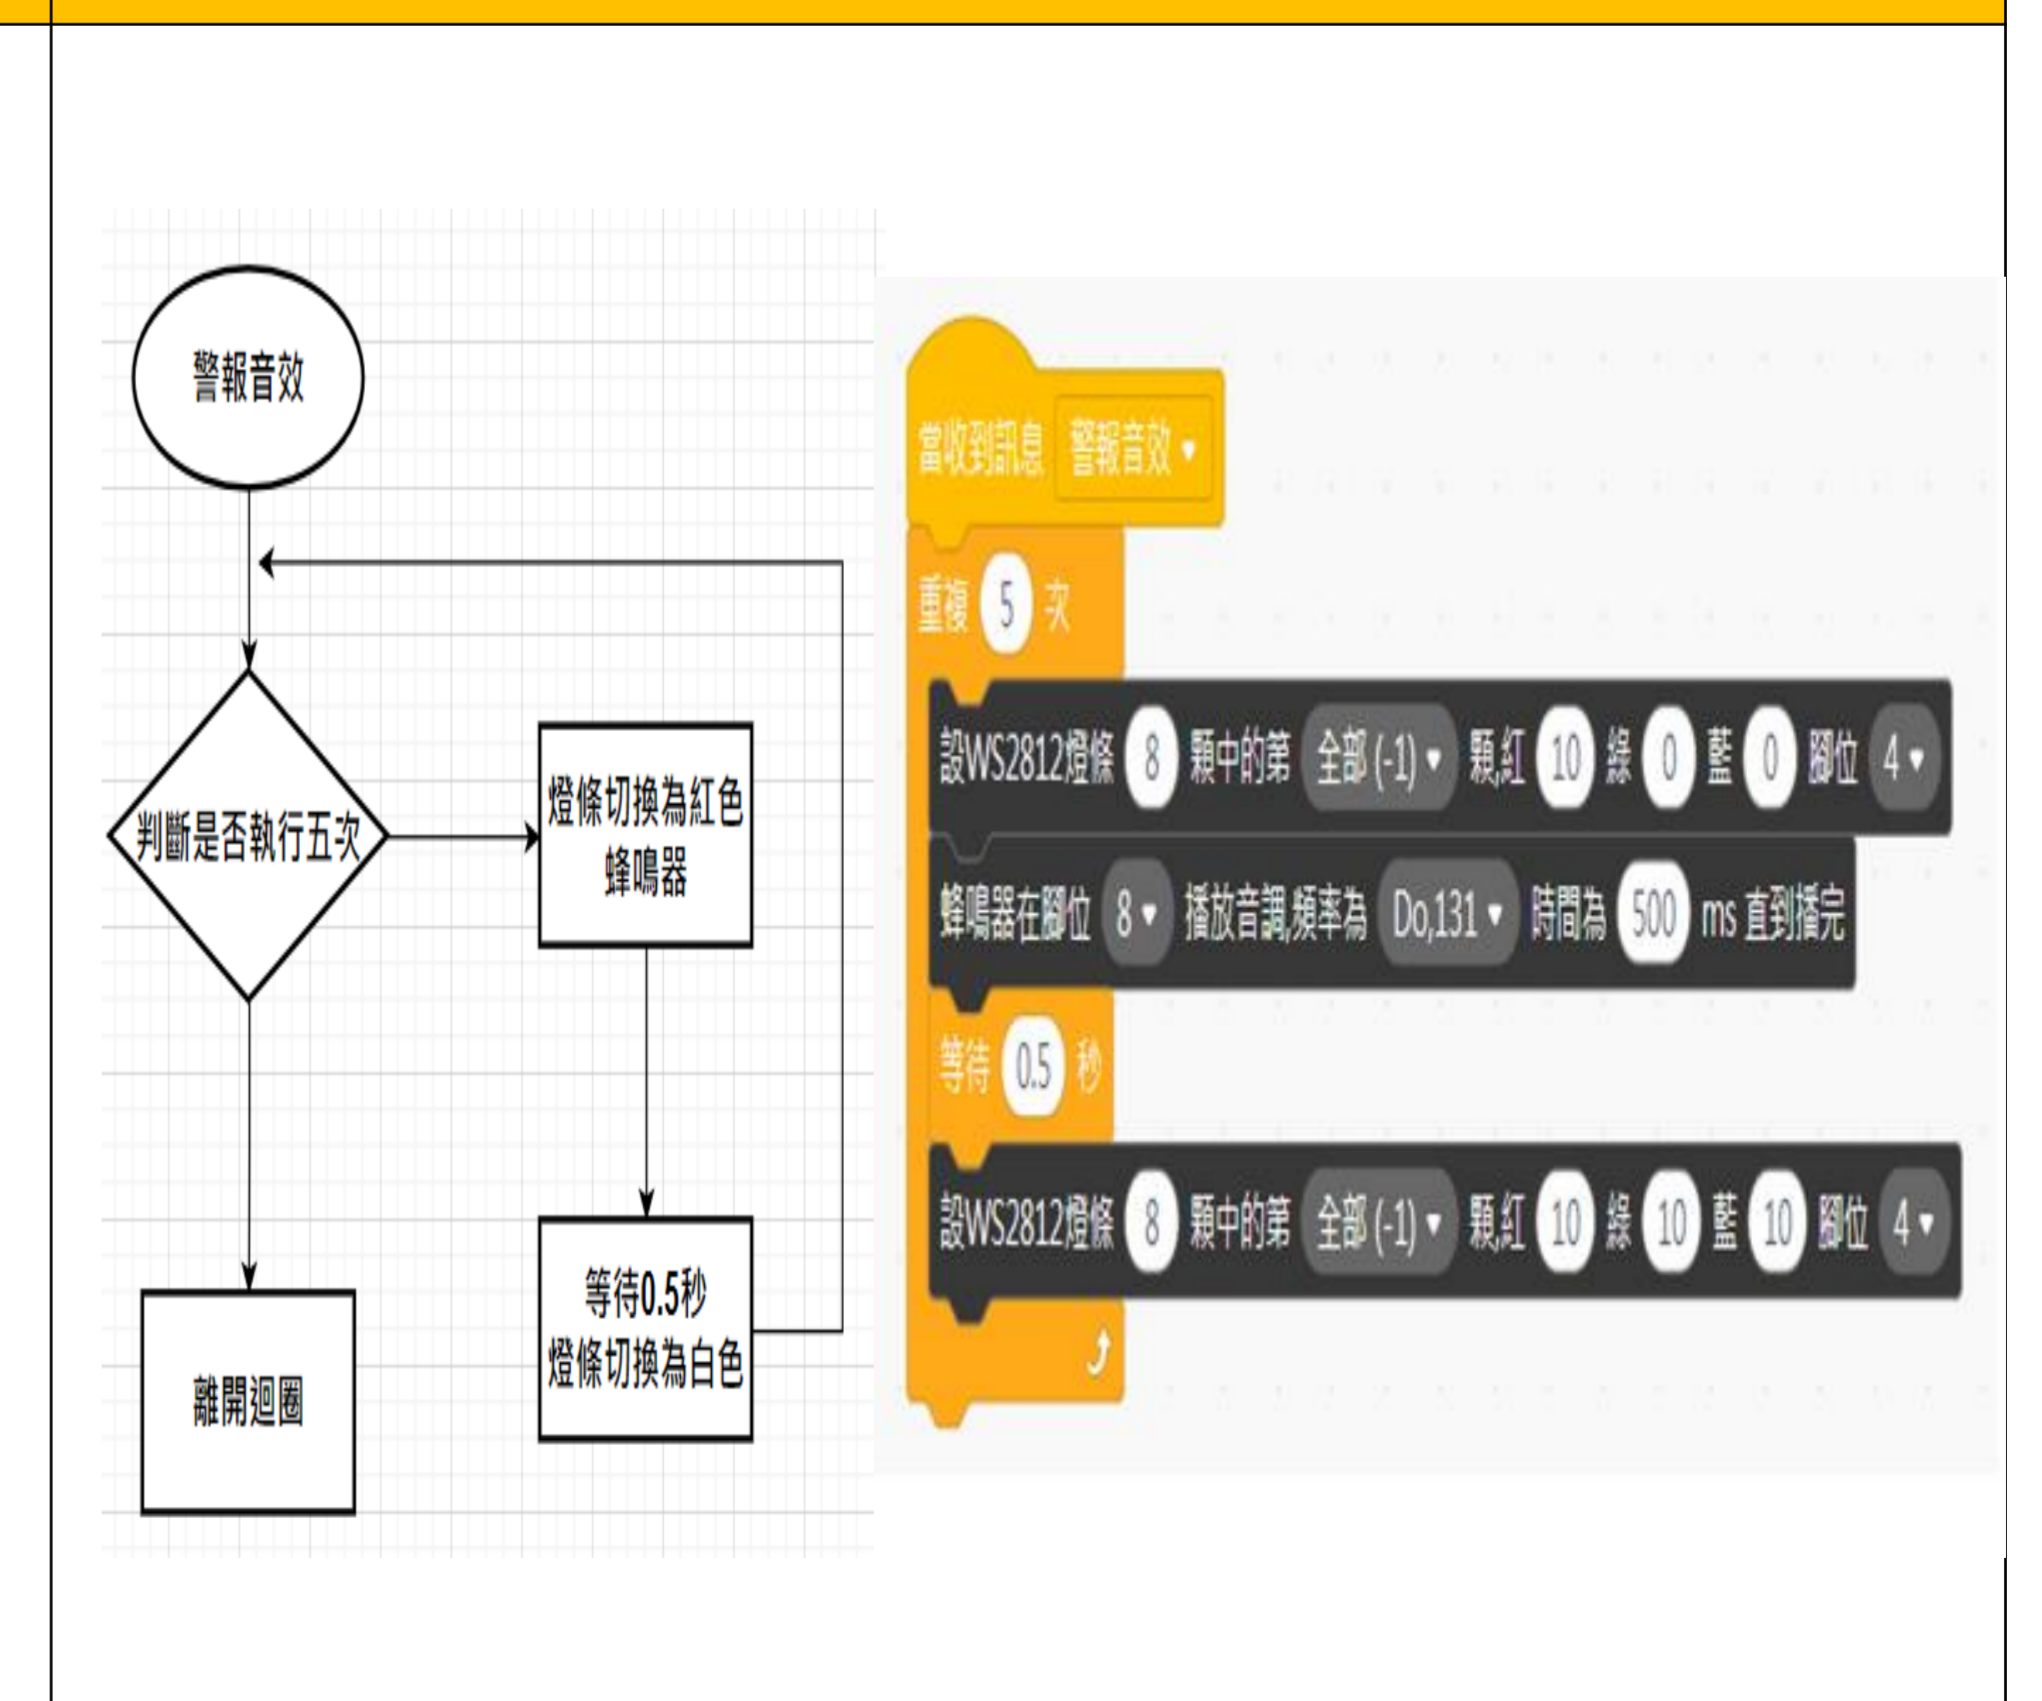 警報音效
判斷是否執行五次
燈條切換為紅色
蜂鳴器
等待0.5秒
燈條切換為白色
離開迴圈
當收到訊息 警報音效
重複 5 次
設WS2812燈條 8 顆中的第 全部 (-1) 顆,紅 10 綠 0 藍 0 腳位 4
蜂鳴器在腳位 8 播放音調,頻率為 Do,131 時間為 500 ms 直到播完
等待 0.5 秒
設WS2812燈條 8 顆中的第 全部 (-1) 顆,紅 10 綠 10 藍 10 腳位 4